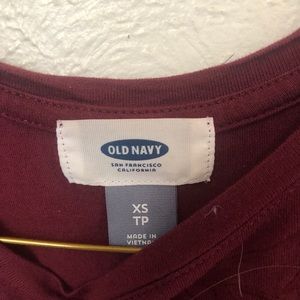 OLD NAVY
SAN FRANCISCO
CALIFORNIA
XS
TP
MADE IN
VIETNAM